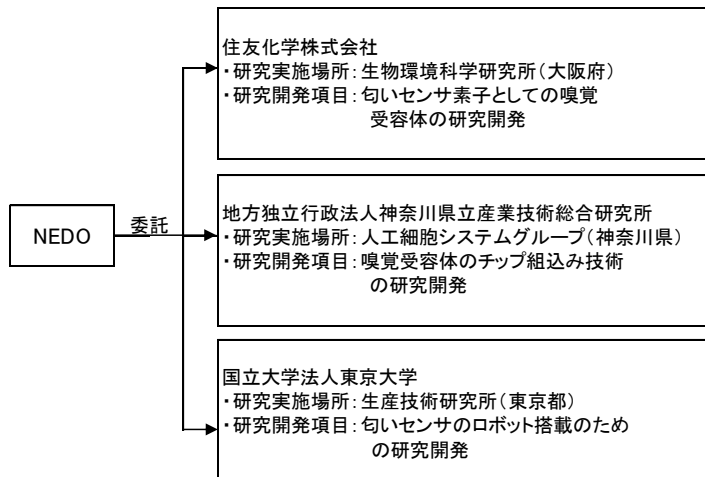 住友化学株式会社
・研究実施場所：生物環境科学研究所（大阪府）
・研究開発項目：匂いセンサ素子としての嗅覚
受容体の研究開発
NEDO
委託
地方独立行政法人神奈川県立産業技術総合研究所
・研究実施場所：人工細胞システムグループ（神奈川県）
・研究開発項目：嗅覚受容体のチップ組込み技術
の研究開発
国立大学法人東京大学
・研究実施場所：生産技術研究所（東京都）
・研究開発項目：匂いセンサのロボット搭載のため
の研究開発